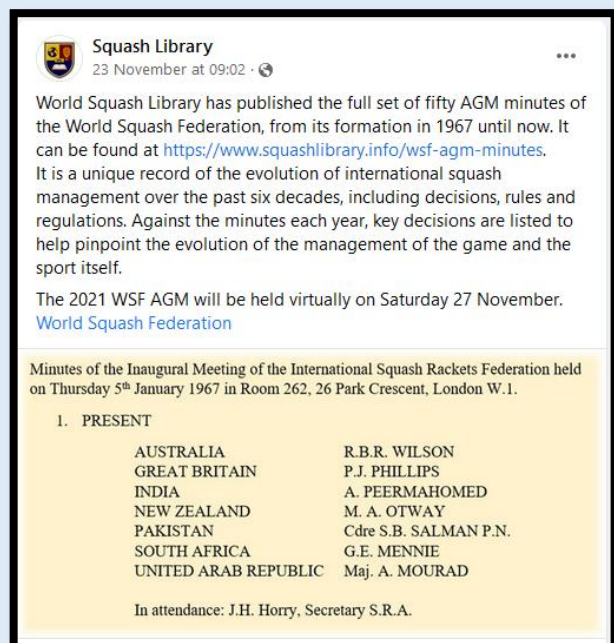 Squash Library
23 November at 09:02 ·
World Squash Library has published the full set of fifty AGM minutes of
the World Squash Federation, from its formation in 1967 until now. It
can be found at https://www.squashlibrary.info/wsf-agm-minutes.
It is a unique record of the evolution of international squash
management over the past six decades, including decisions, rules and
regulations. Against the minutes each year, key decisions are listed to
help pinpoint the evolution of the management of the game and the
sport itself.
The 2021 WSF AGM will be held virtually on Saturday 27 November.
World Squash Federation
Minutes of the Inaugural Meeting of the International Squash Rackets Federation held
on Thursday 5th January 1967 in Room 262, 26 Park Crescent, London W.1.
1. PRESENT
AUSTRALIA R.B.R. WILSON
GREAT BRITAIN P.J. PHILLIPS
INDIA A. PEERMAHOMED
NEW ZEALAND M. A. OTWAY
PAKISTAN Cdre S.B. SALMAN P.N.
SOUTH AFRICA G.E. MENNIE
UNITED ARAB REPUBLIC Maj. A. MOURAD
In attendance: J.H. Horry, Secretary S.R.A.